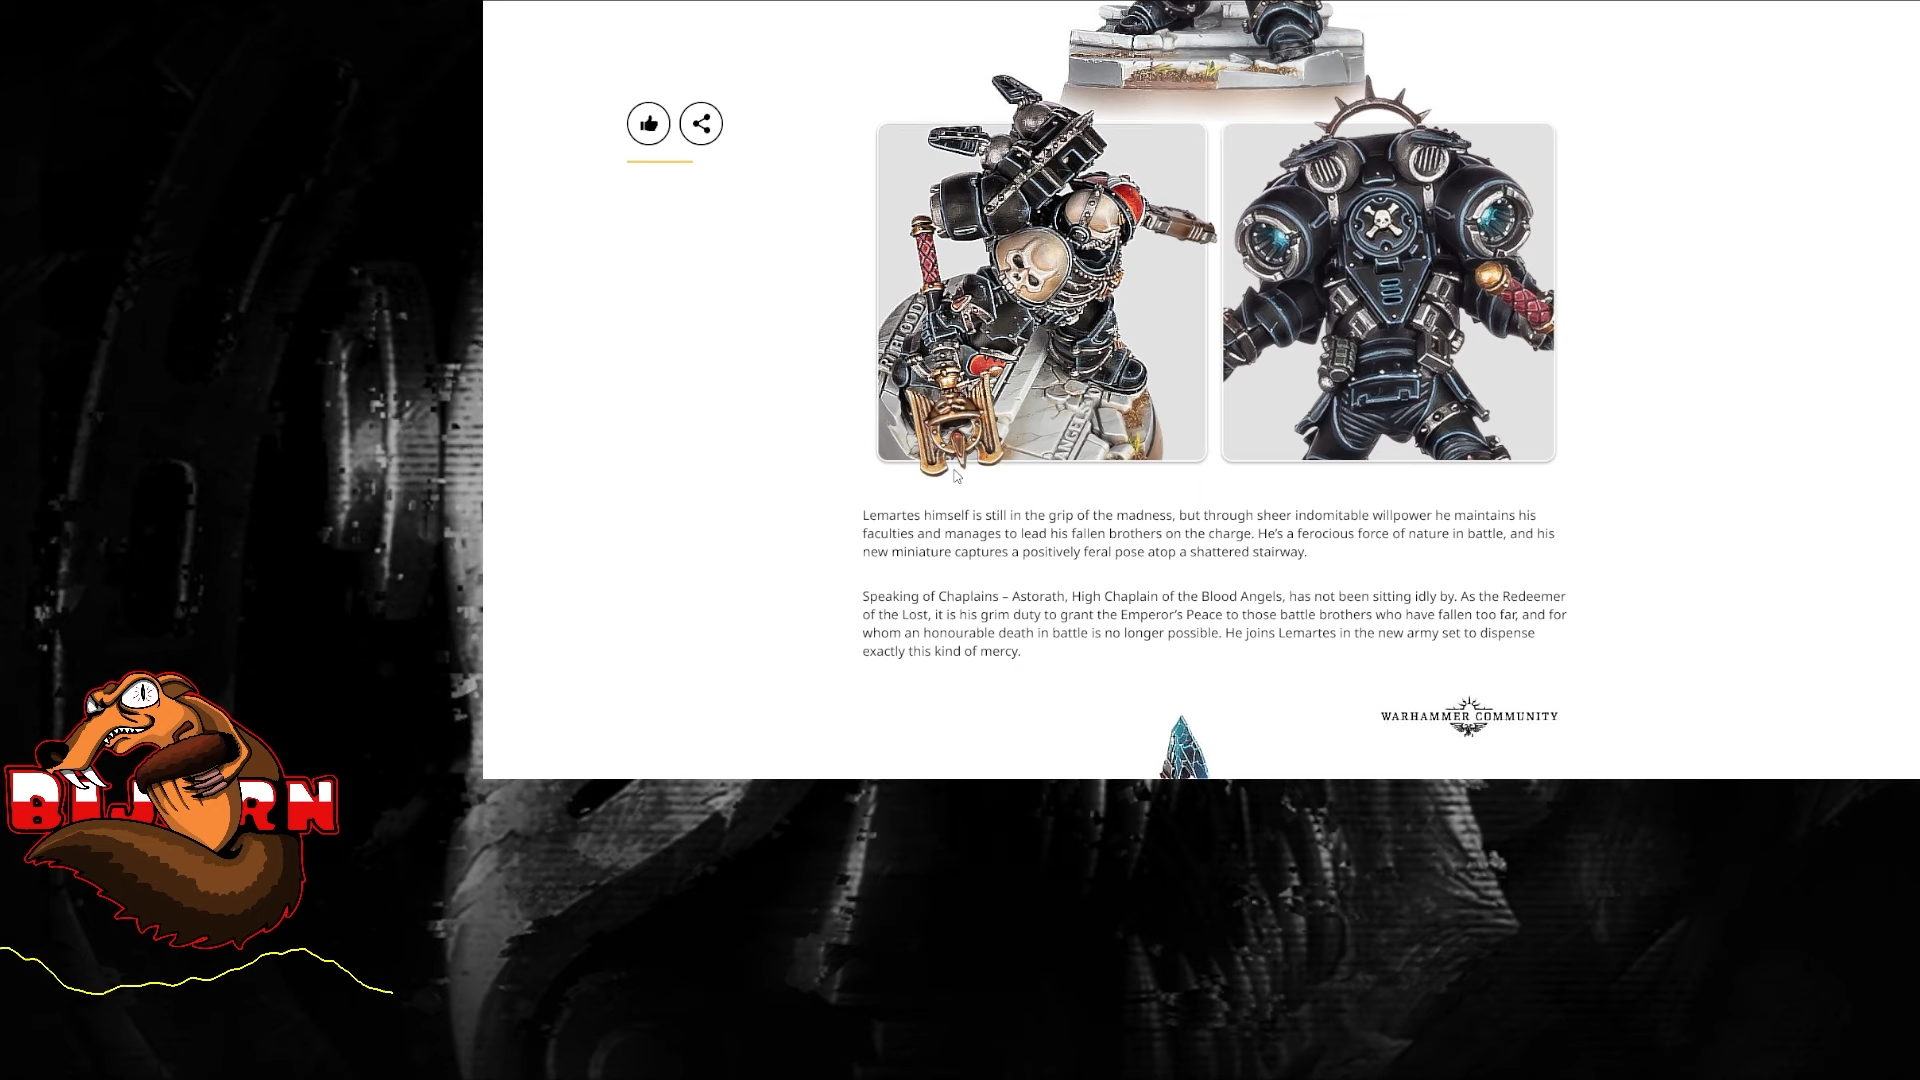 Lemartes himself is still in the grip of the madness, but through sheer indomitable willpower he maintains his
faculties and manages to lead his fallen brothers on the charge. He's a ferocious force of nature in battle, and his
new miniature captures a positively feral pose atop a shattered stairway.
Speaking of Chaplains – Astorath, High Chaplain of the Blood Angels, has not been sitting idly by. As the Redeemer
of the Lost, it is his grim duty to grant the Emperor's Peace to those battle brothers who have fallen too far, and for
whom an honourable death in battle is no longer possible. He joins Lemartes in the new army set to dispense
exactly this kind of mercy.
WARHAMMER COMMUNITY